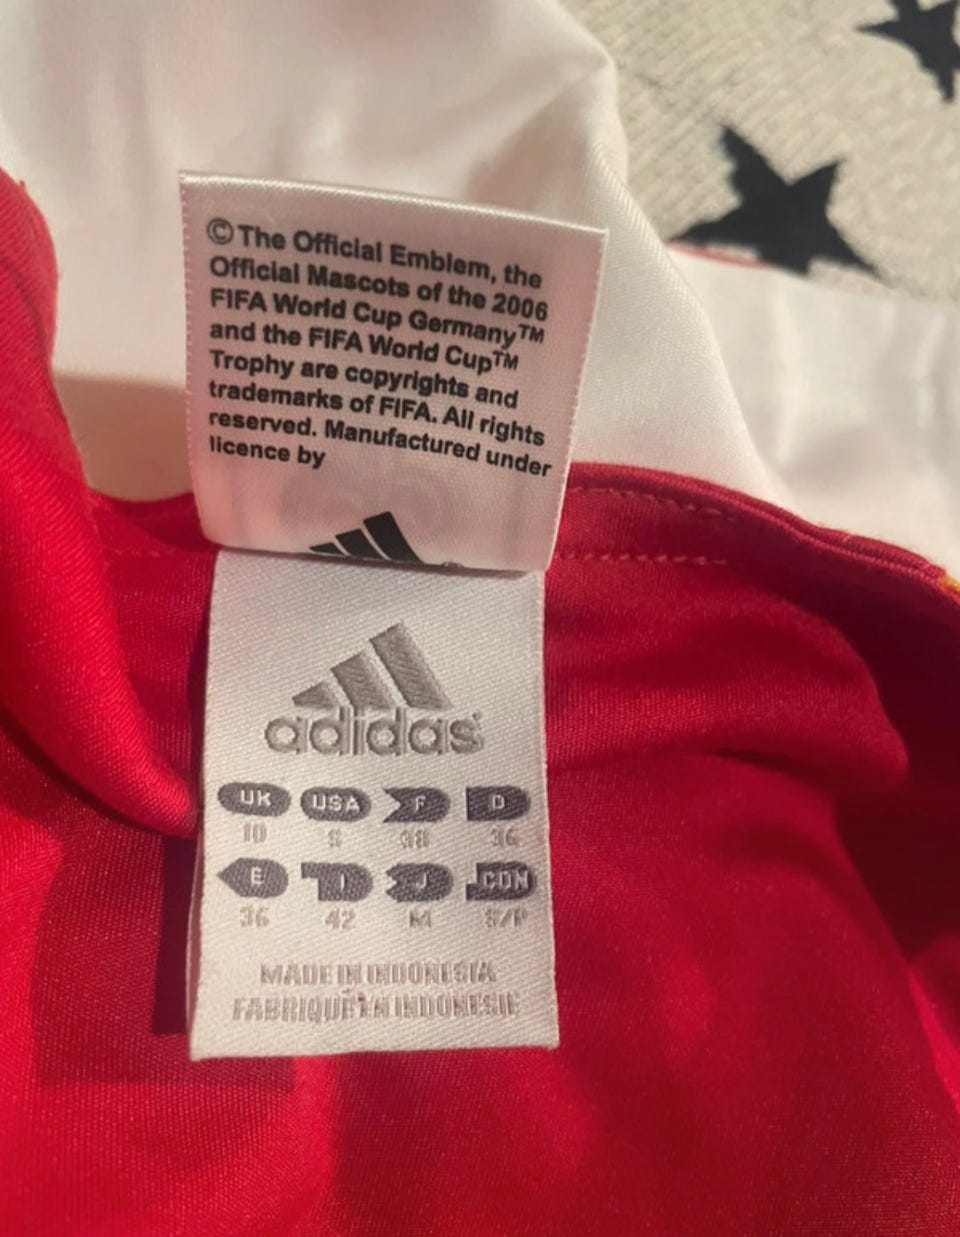 © The Official Emblem, the
Official Mascots of the 2006
FIFA World Cup Germany™
and the FIFA World Cup™
Trophy are copyrights and
trademarks of FIFA. All rights
reserved. Manufactured under
licence by
adidas
UK USA F D
10 S 38 36
E I J CDN
36 42 M S/P
MADE IN INDONESIA
FABRIQUÉ EN INDONESIE